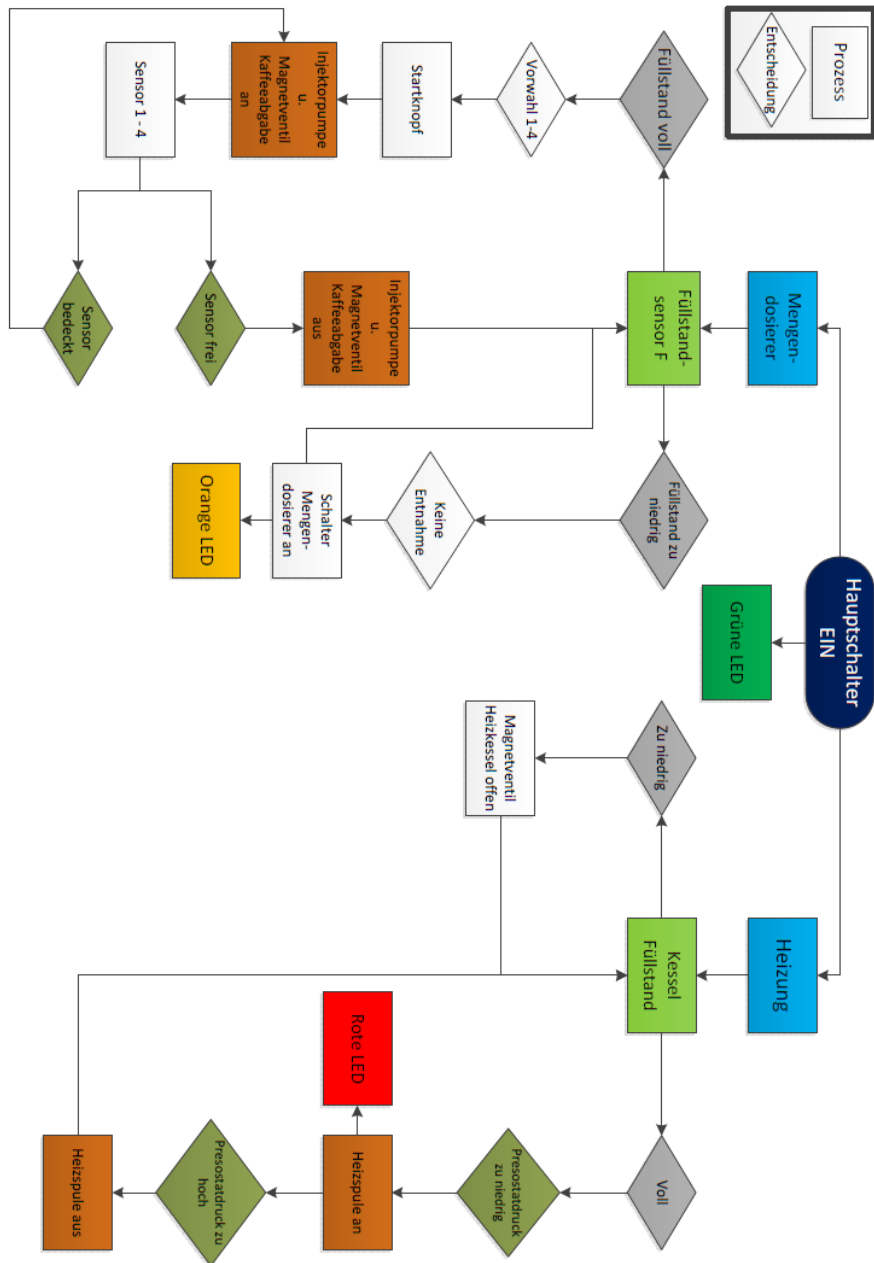 Prozess
Entscheidung
Hauptschalter
EIN
Mengen-
dosierer
Grüne LED
Heizung
Füllstand voll
Füllstand-
sensor F
Füllstand zu
niedrig
Zu niedrig
Kessel
Füllstand
Voll
Vorwahl 1-4
Startknopf
Injektorpumpe
u.
Magnetventil
Kaffeeabgabe
an
Sensor 1 - 4
Sensor frei
Sensor
bedeckt
Injektorpumpe
u.
Magnetventil
Kaffeeabgabe
aus
Keine
Entnahme
Schalter
Mengen-
dosierer an
Orange LED
Magnetventil
Heizkessel offen
Presostatdruck
zu niedrig
Heizspule an
Rote LED
Presostatdruck zu
hoch
Heizspule aus